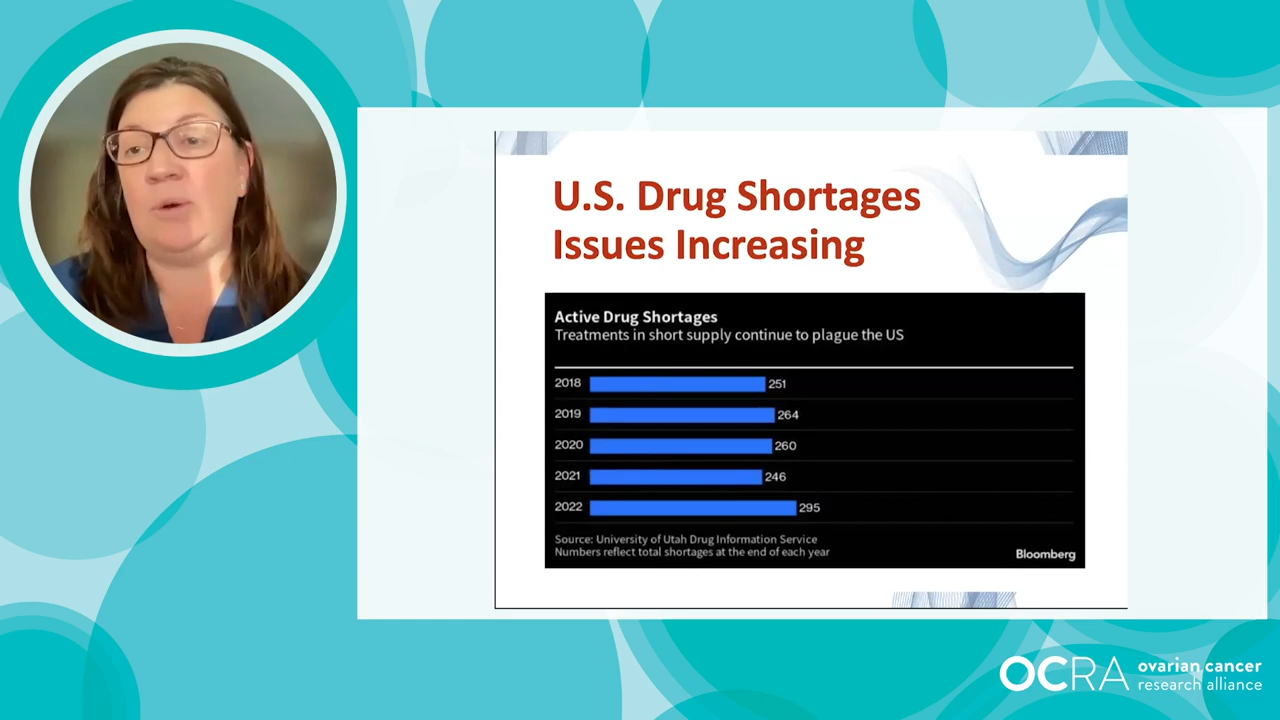 U.S. Drug Shortages
Issues Increasing
Active Drug Shortages
Treatments in short supply continue to plague the US
2018 251
2019 264
2020 260
2021 246
2022 295
Source: University of Utah Drug Information Service
Numbers reflect total shortages at the end of each year
Bloomberg
OCRA ovarian cancer
research alliance